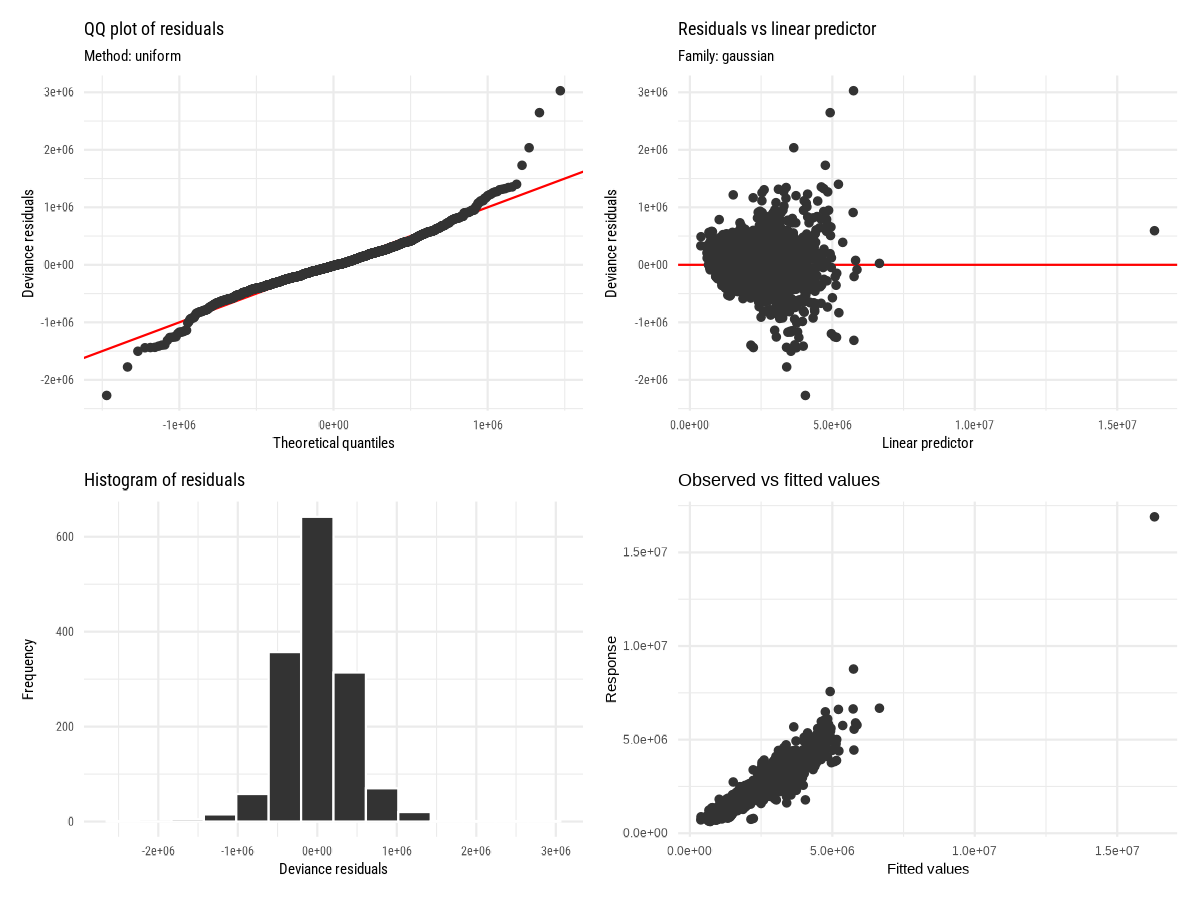 QQ plot of residuals
Method: uniform
3e+06
2e+06
1e+06
0e+00
-1e+06
-2e+06
Deviance residuals
-1e+06 0e+00 1e+06
Theoretical quantiles
Residuals vs linear predictor
Family: gaussian
3e+06
2e+06
1e+06
0e+00
-1e+06
-2e+06
Deviance residuals
0.0e+00 5.0e+06 1.0e+07 1.5e+07
Linear predictor
Histogram of residuals
600
400
200
0
Frequency
-2e+06 -1e+06 0e+00 1e+06 2e+06 3e+06
Deviance residuals
Observed vs fitted values
1.5e+07
1.0e+07
5.0e+06
0.0e+00
Response
0.0e+00 5.0e+06 1.0e+07 1.5e+07
Fitted values